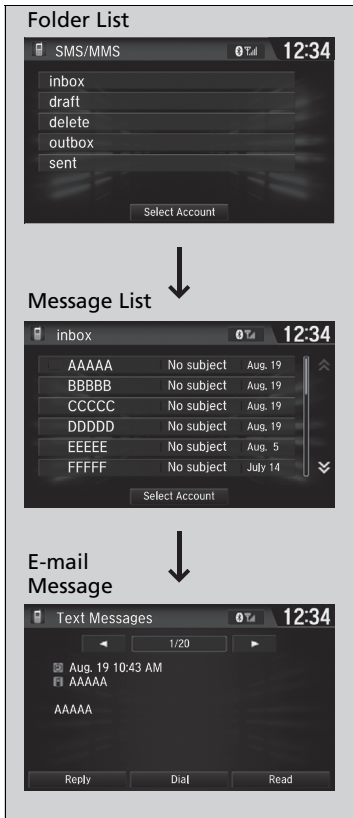 Folder List
SMS/MMS 12:34
inbox
draft
delete
outbox
sent
Select Account
Message List
inbox 12:34
AAAAA No subject Aug. 19
BBBBB No subject Aug. 19
CCCCC No subject Aug. 19
DDDDD No subject Aug. 19
EEEEE No subject Aug. 5
FFFFF No subject July 14
Select Account
E-mail
Message
Text Messages 12:34
1/20
Aug. 19 10:43 AM
AAAAA
AAAAA
Reply Dial Read